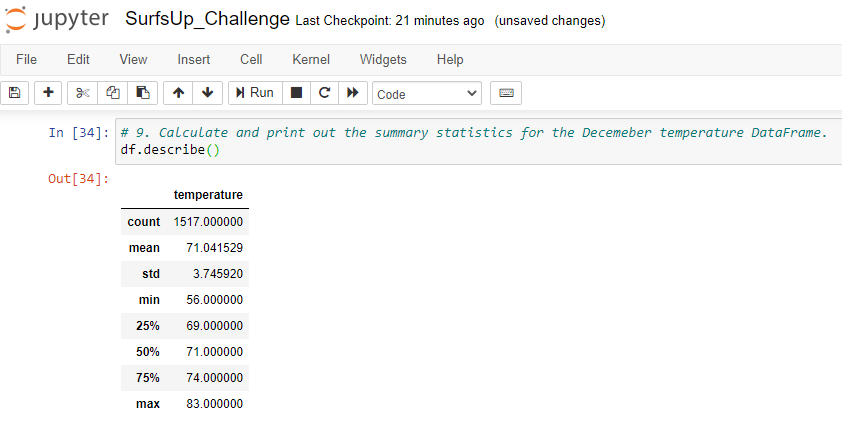 jupyter SurfsUp_Challenge Last Checkpoint: 21 minutes ago (unsaved changes)
File Edit View Insert Cell Kernel Widgets Help
Run Code
In [34]: # 9. Calculate and print out the summary statistics for the Decemeber temperature DataFrame.
df.describe()
Out[34]:
temperature
count 1517.000000
mean 71.041529
std 3.745920
min 56.000000
25% 69.000000
50% 71.000000
75% 74.000000
max 83.000000